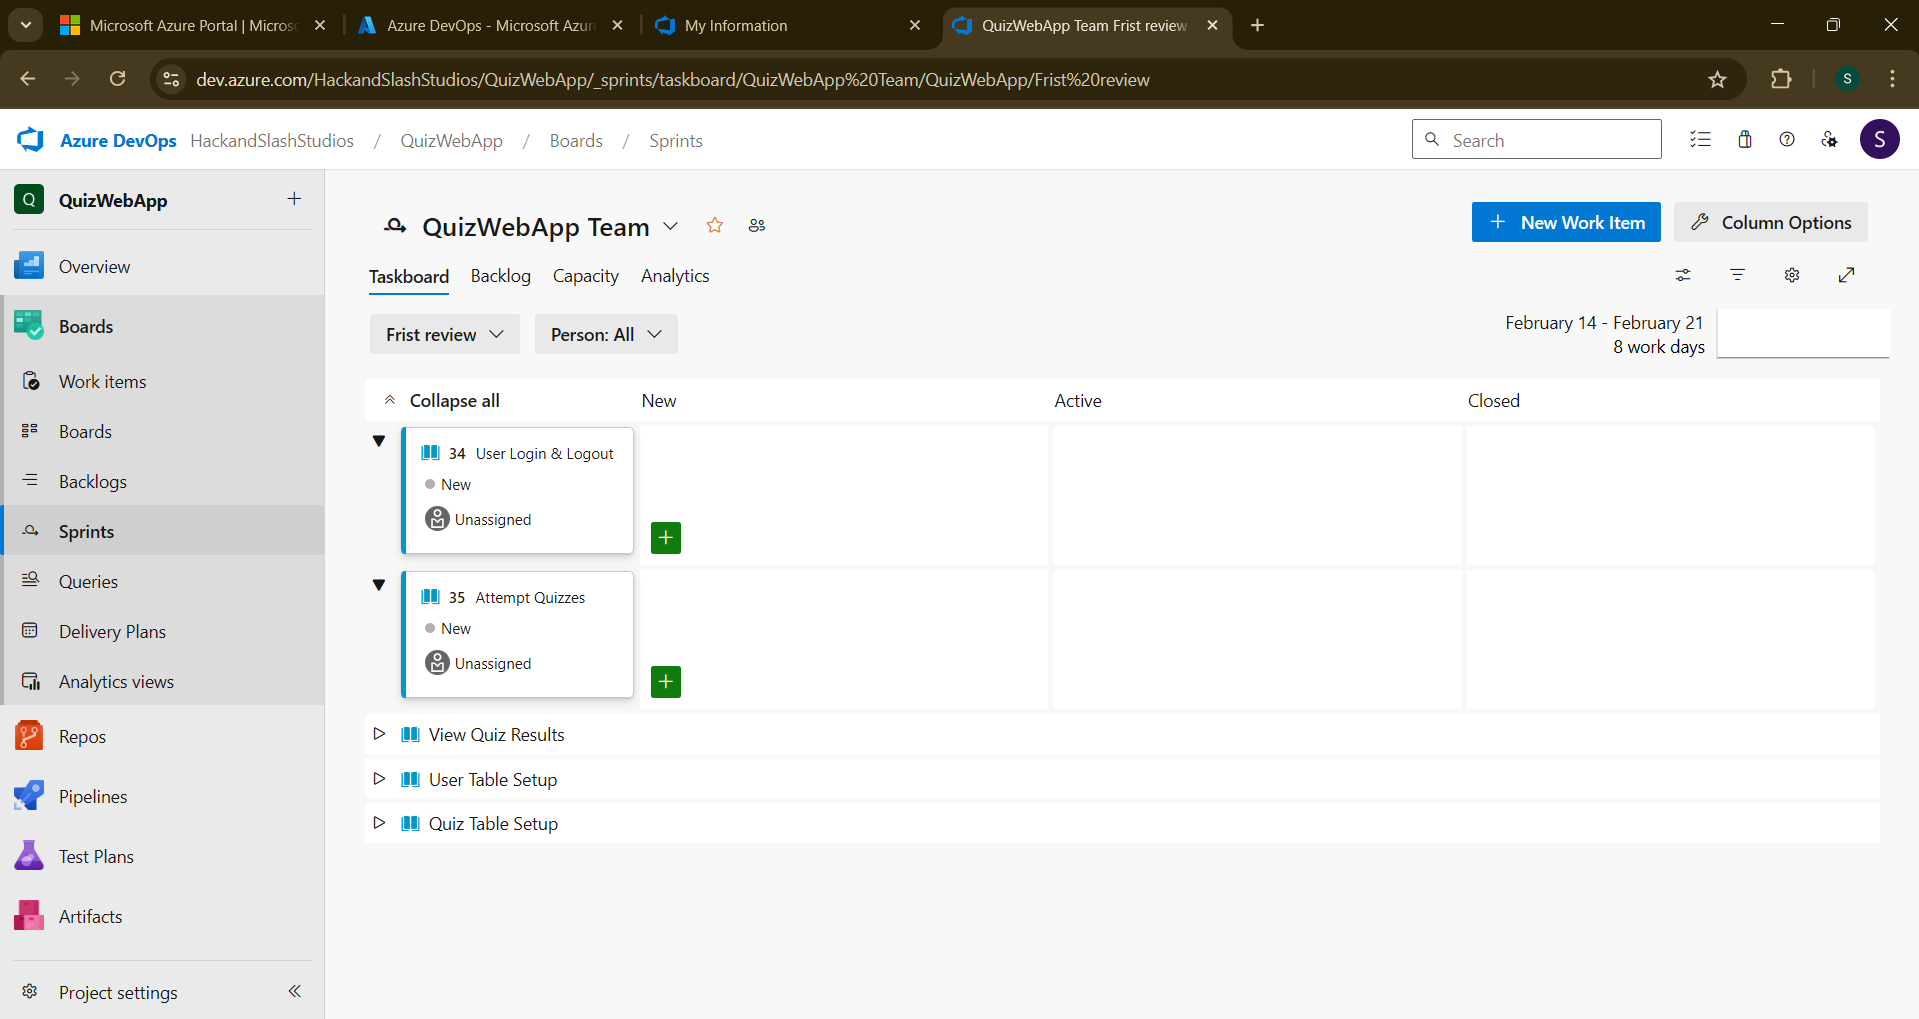 Microsoft Azure Portal | Micros
Azure DevOps - Microsoft Azur
My Information
QuizWebApp Team Frist review
dev.azure.com/HackandSlashStudios/QuizWebApp/_sprints/taskboard/QuizWebApp%20Team/QuizWebApp/Frist%20review
S
Azure DevOps HackandSlashStudios / QuizWebApp / Boards / Sprints
Search
S
Q QuizWebApp
Overview
Boards
Work items
Boards
Backlogs
Sprints
Queries
Delivery Plans
Analytics views
Repos
Pipelines
Test Plans
Artifacts
Project settings
QuizWebApp Team
New Work Item
Column Options
Taskboard Backlog Capacity Analytics
Frist review
Person: All
February 14 - February 21
8 work days
Collapse all New Active Closed
34 User Login & Logout
New
Unassigned
35 Attempt Quizzes
New
Unassigned
View Quiz Results
User Table Setup
Quiz Table Setup